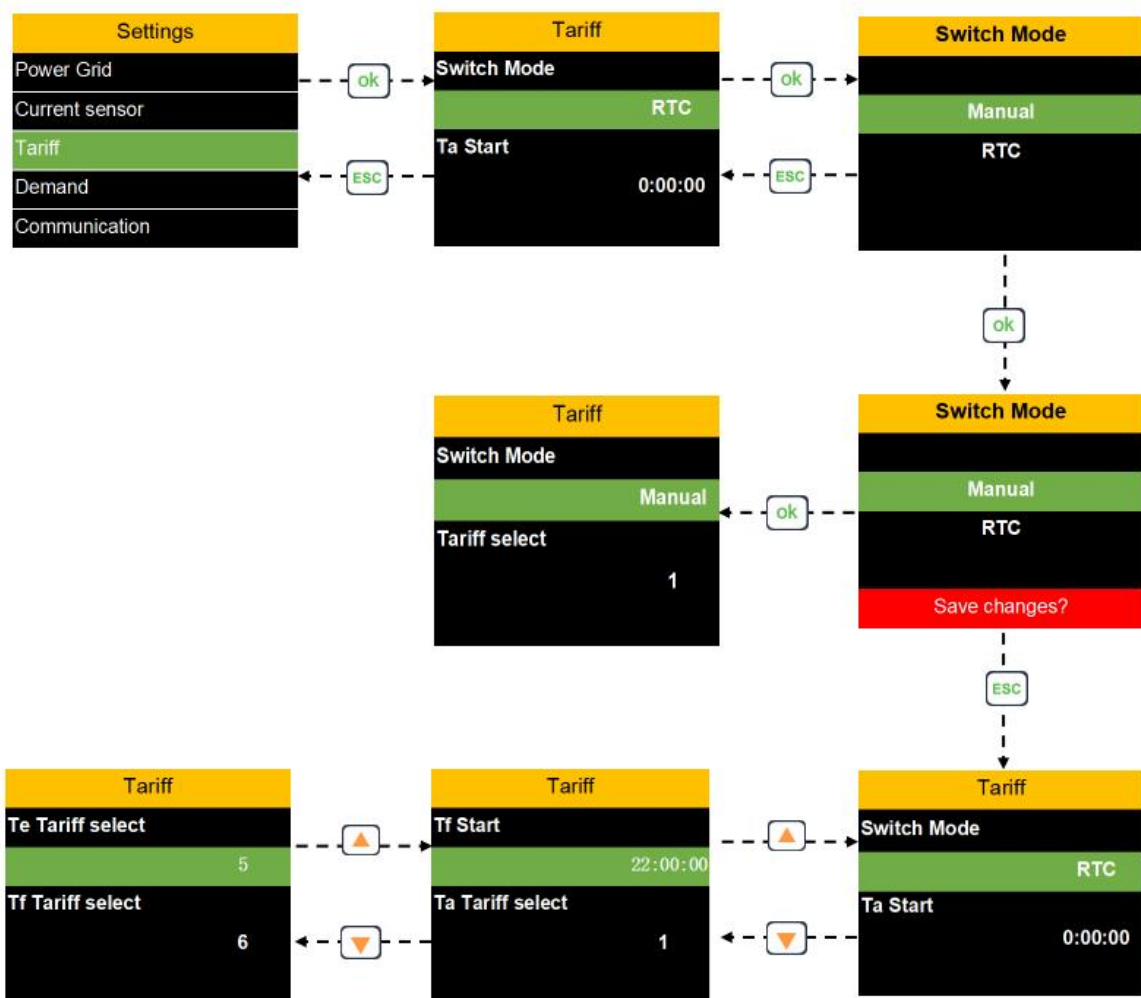 Settings
Power Grid
Current sensor
Tariff
Demand
Communication
ok
ESC
Tariff
Switch Mode
RTC
Ta Start
0:00:00
ok
ESC
Switch Mode
Manual
RTC
ok
Tariff
Switch Mode
Manual
Tariff select
1
ok
Switch Mode
Manual
RTC
Save changes?
ESC
Tariff
Te Tariff select
5
Tf Tariff select
6
Tariff
Tf Start
22:00:00
Ta Tariff select
1
Tariff
Switch Mode
RTC
Ta Start
0:00:00